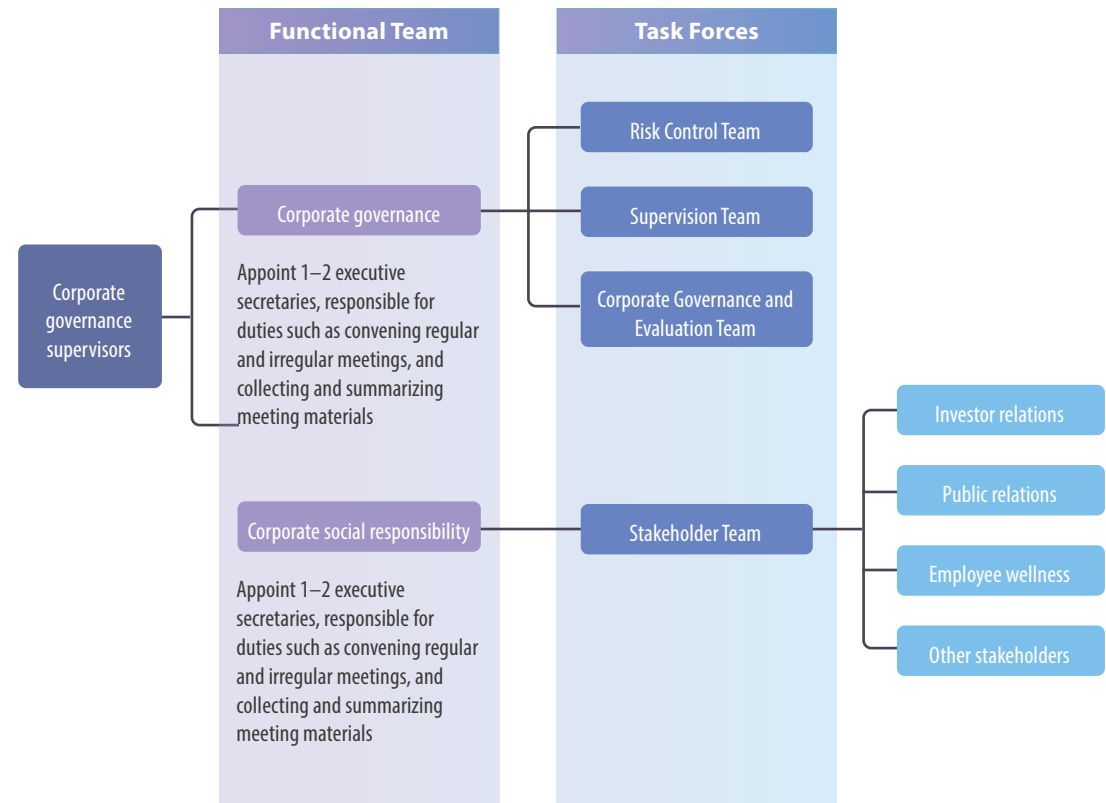 Functional Team
Task Forces
Corporate
governance
supervisors
Corporate governance
Appoint 1–2 executive
secretaries, responsible for
duties such as convening regular
and irregular meetings, and
collecting and summarizing
meeting materials
Risk Control Team
Supervision Team
Corporate Governance and
Evaluation Team
Corporate social responsibility
Appoint 1–2 executive
secretaries, responsible for
duties such as convening regular
and irregular meetings, and
collecting and summarizing
meeting materials
Stakeholder Team
Investor relations
Public relations
Employee wellness
Other stakeholders